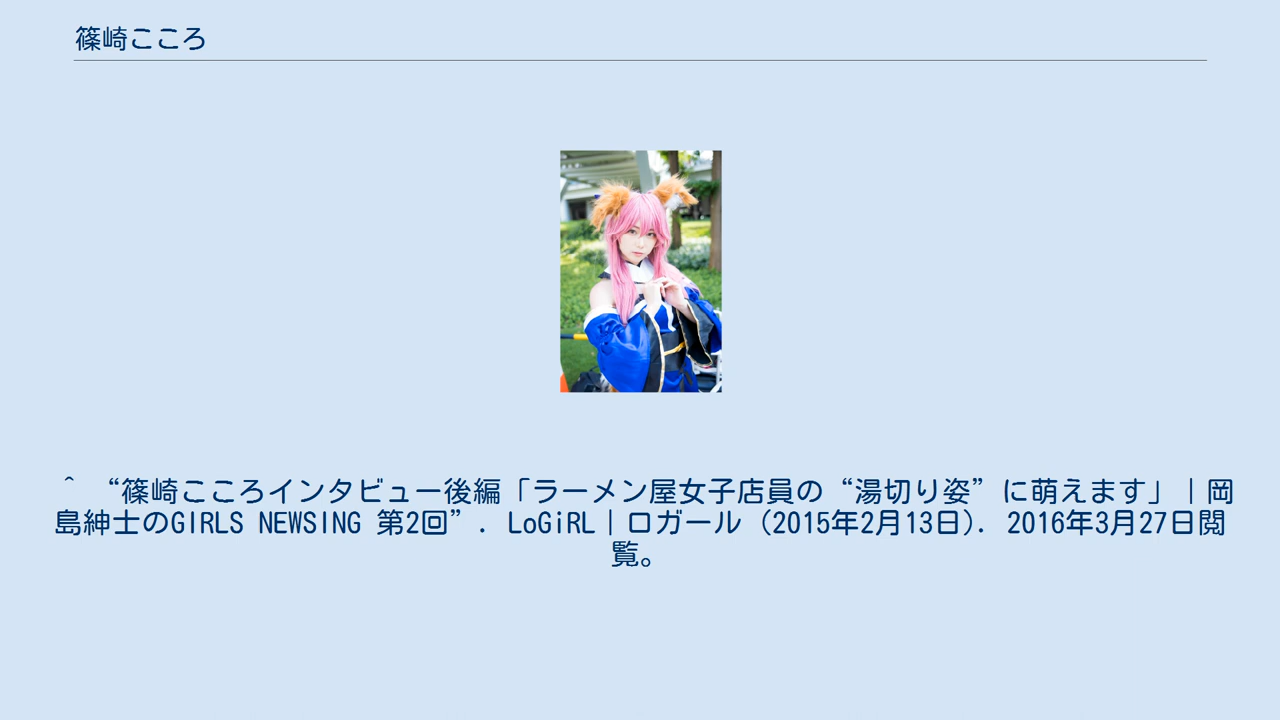 篠崎こころ
^ “篠崎こころインタビュー後編「ラーメン屋女子店員の“湯切り姿”に萌えます」｜岡
島紳士のGIRLS NEWSING 第2回”. LoGiRL｜ロガール (2015年2月13日). 2016年3月27日閲
覧。